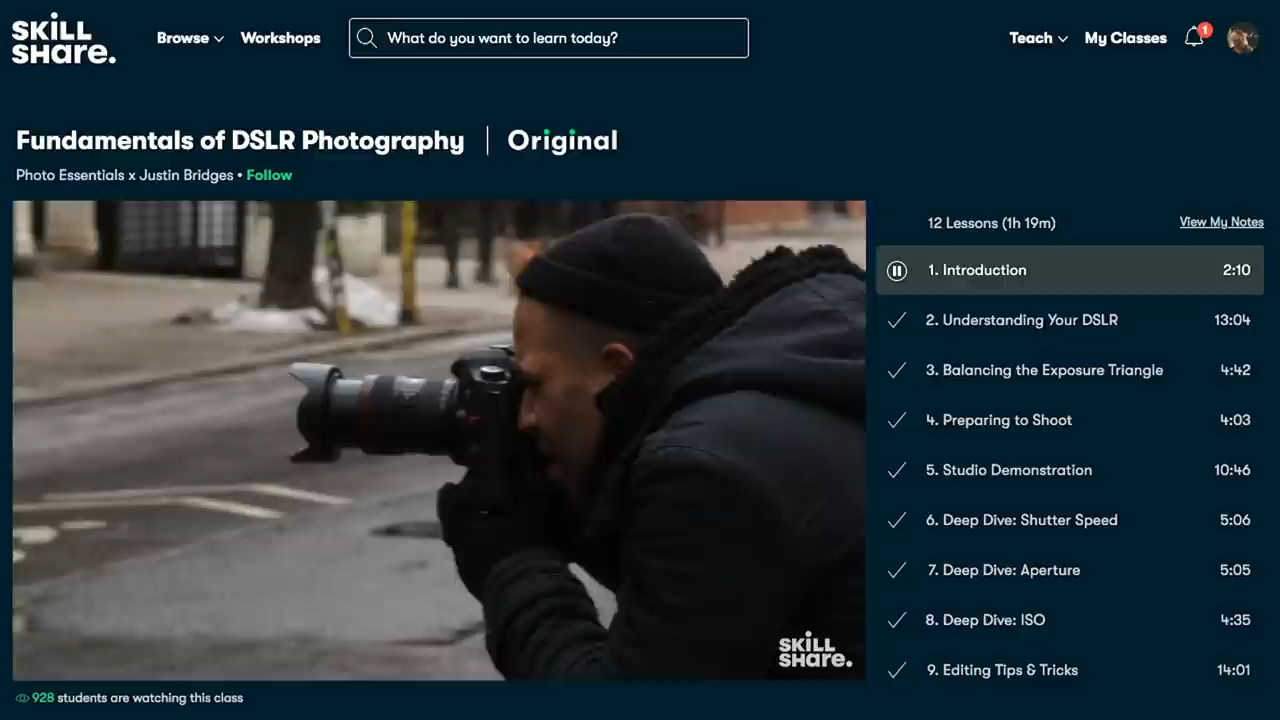 SKILL
SHARE.
Browse
Workshops
What do you want to learn today?
Teach
My Classes
1
Fundamentals of DSLR Photography | Original
Photo Essentials x Justin Bridges • Follow
12 Lessons (1h 19m)
View My Notes
1. Introduction 2:10
2. Understanding Your DSLR 13:04
3. Balancing the Exposure Triangle 4:42
4. Preparing to Shoot 4:03
5. Studio Demonstration 10:46
6. Deep Dive: Shutter Speed 5:06
7. Deep Dive: Aperture 5:05
8. Deep Dive: ISO 4:35
9. Editing Tips & Tricks 14:01
SKILL
SHARE.
928 students are watching this class